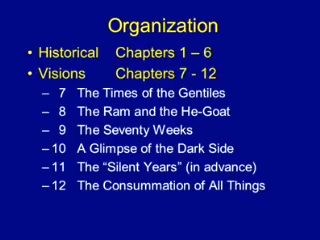 Organization
• Historical Chapters 1 – 6
• Visions Chapters 7 - 12
– 7 The Times of the Gentiles
– 8 The Ram and the He-Goat
– 9 The Seventy Weeks
– 10 A Glimpse of the Dark Side
– 11 The “Silent Years” (in advance)
– 12 The Consummation of All Things